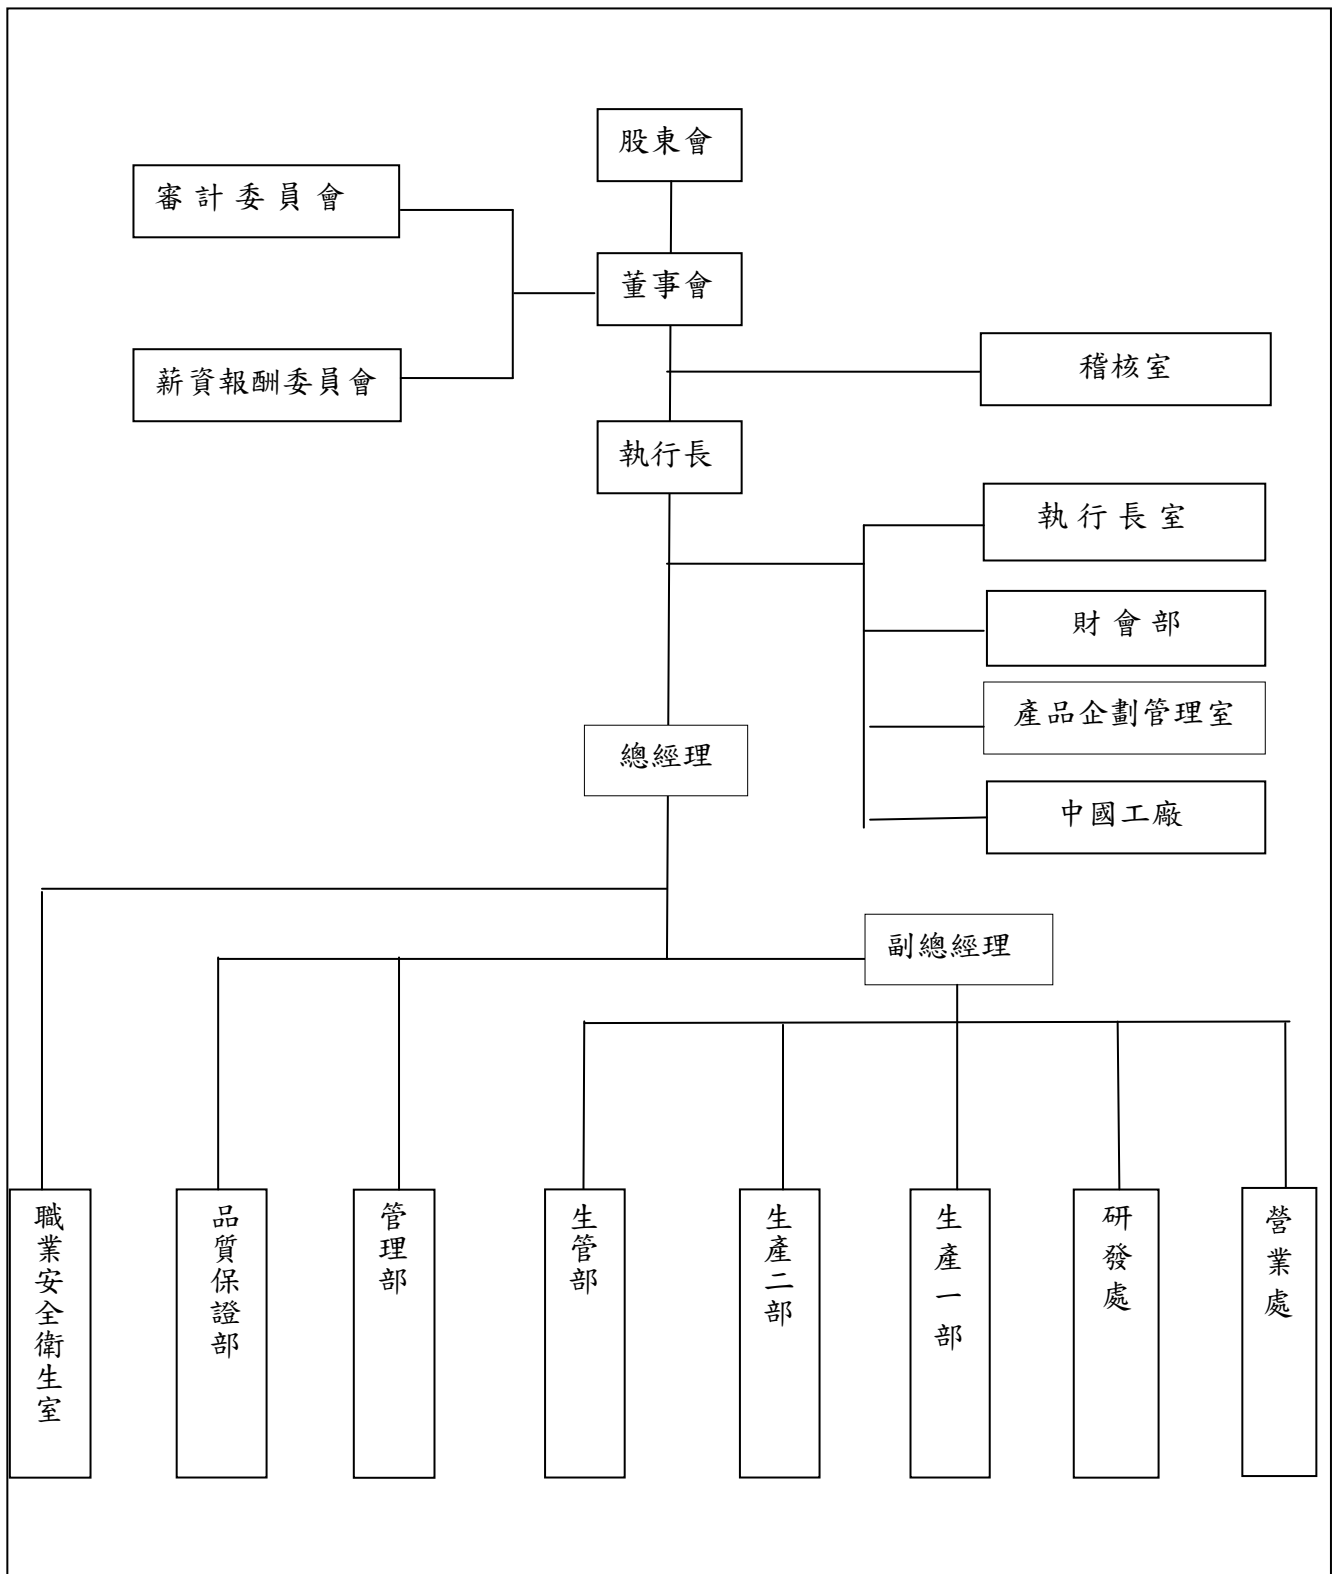 股東會
審計委員會
董事會
薪資報酬委員會
稽核室
執行長
執行長室
財會部
產品企劃管理室
總經理
中國工廠
副總經理
職業安全衛生室
品質保證部
管理部
生管部
生產二部
生產一部
研發處
營業處